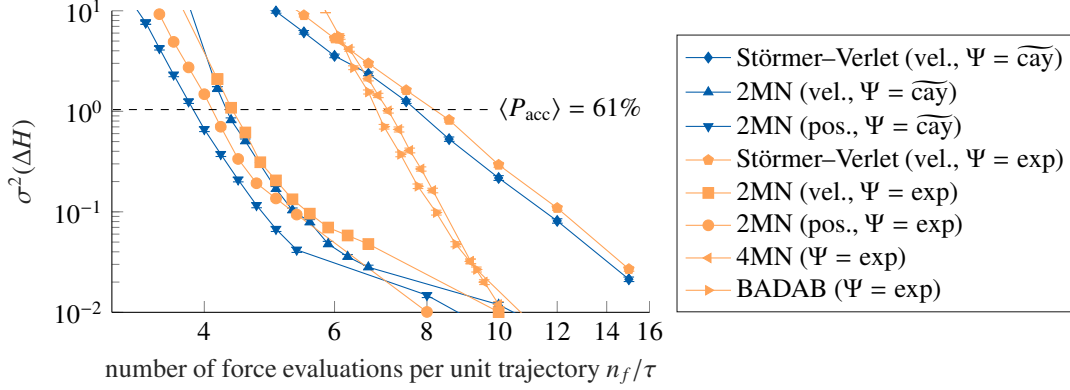 10^1
10^0
10^−1
10^−2
σ²(ΔH)
⟨P_acc⟩ = 61%
4 6 8 10 12 14 16
number of force evaluations per unit trajectory n_f/τ
Störmer–Verlet (vel., Ψ = c͠ay)
2MN (vel., Ψ = c͠ay)
2MN (pos., Ψ = c͠ay)
Störmer–Verlet (vel., Ψ = exp)
2MN (vel., Ψ = exp)
2MN (pos., Ψ = exp)
4MN (Ψ = exp)
BADAB (Ψ = exp)